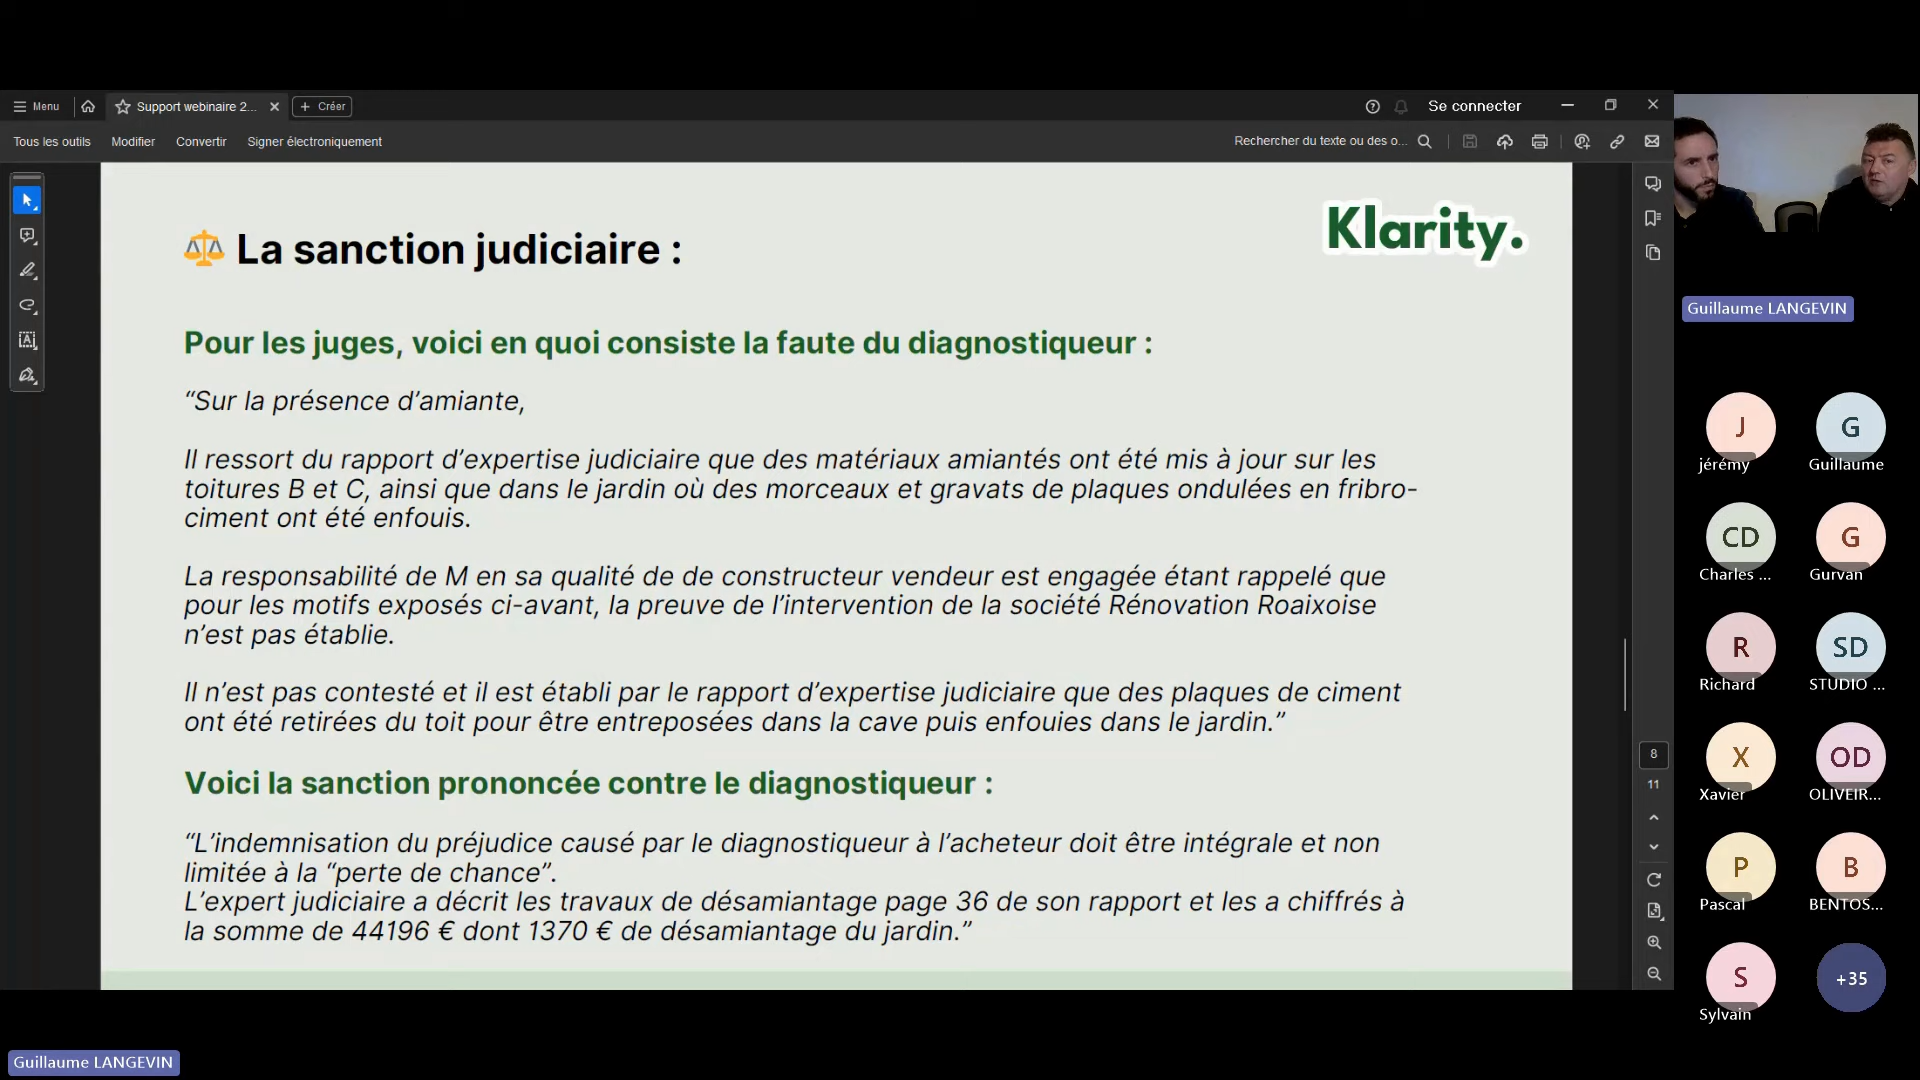 Menu
Support webinaire 2...
Créer
Se connecter
Tous les outils
Modifier
Convertir
Signer électroniquement
Rechercher du texte ou des o...
Klarity.
La sanction judiciaire :
Pour les juges, voici en quoi consiste la faute du diagnostiqueur :
“Sur la présence d’amiante,
Il ressort du rapport d’expertise judiciaire que des matériaux amiantés ont été mis à jour sur les
toitures B et C, ainsi que dans le jardin où des morceaux et gravats de plaques ondulées en fribro-
ciment ont été enfouis.
La responsabilité de M en sa qualité de de constructeur vendeur est engagée étant rappelé que
pour les motifs exposés ci-avant, la preuve de l’intervention de la société Rénovation Roaixoise
n’est pas établie.
Il n’est pas contesté et il est établi par le rapport d’expertise judiciaire que des plaques de ciment
ont été retirées du toit pour être entreposées dans la cave puis enfouies dans le jardin.”
Voici la sanction prononcée contre le diagnostiqueur :
“L’indemnisation du préjudice causé par le diagnostiqueur à l’acheteur doit être intégrale et non
limitée à la “perte de chance”.
L’expert judiciaire a décrit les travaux de désamiantage page 36 de son rapport et les a chiffrés à
la somme de 44196 € dont 1370 € de désamiantage du jardin.”
8
11
Guillaume LANGEVIN
J
jérémy
G
Guillaume
CD
Charles ...
G
Gurvan
R
Richard
SD
STUDIO ...
X
Xavier
OD
OLIVEIR...
P
Pascal
B
BENTOS...
S
Sylvain
+35
Guillaume LANGEVIN